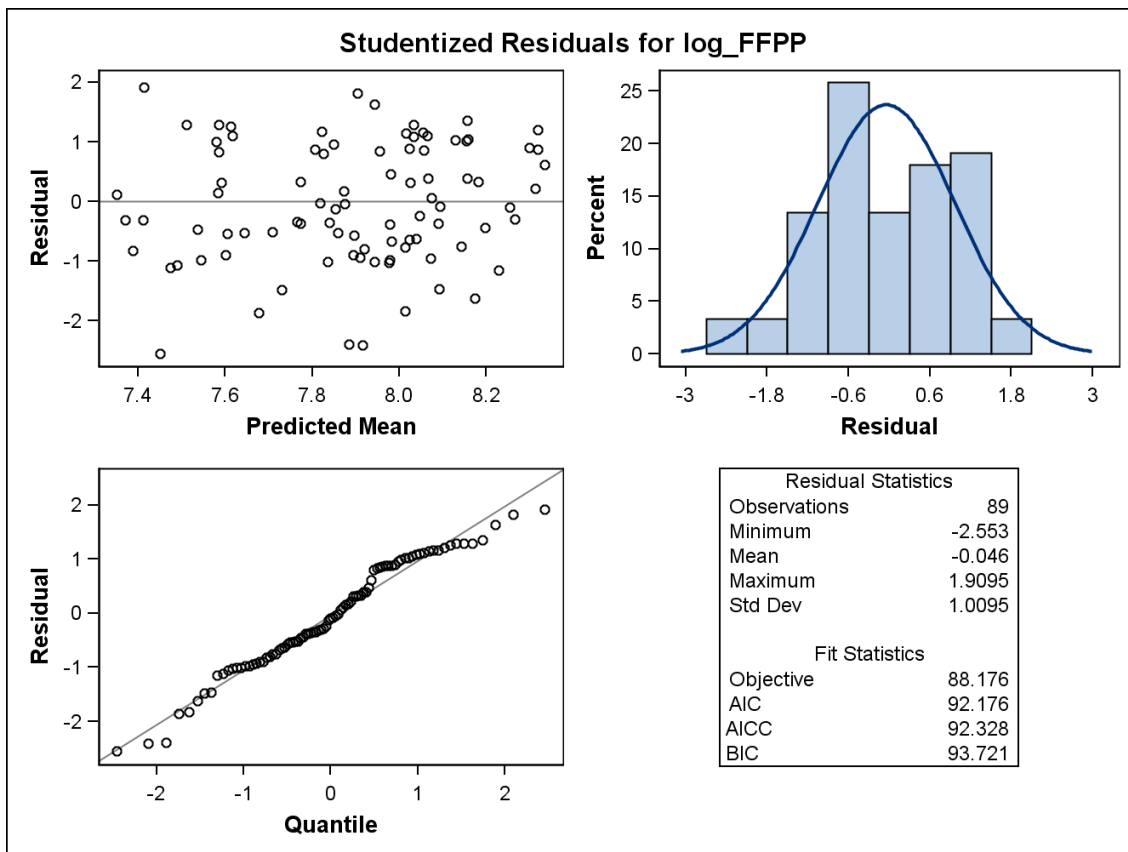 Studentized Residuals for log_FFPP
2
1
0
-1
-2
Residual
7.4 7.6 7.8 8.0 8.2
Predicted Mean
25
20
15
10
5
0
Percent
-3 -1.8 -0.6 0.6 1.8 3
Residual
2
1
0
-1
-2
Residual
-2 -1 0 1 2
Quantile
Residual Statistics
Observations 89
Minimum -2.553
Mean -0.046
Maximum 1.9095
Std Dev 1.0095
Fit Statistics
Objective 88.176
AIC 92.176
AICC 92.328
BIC 93.721